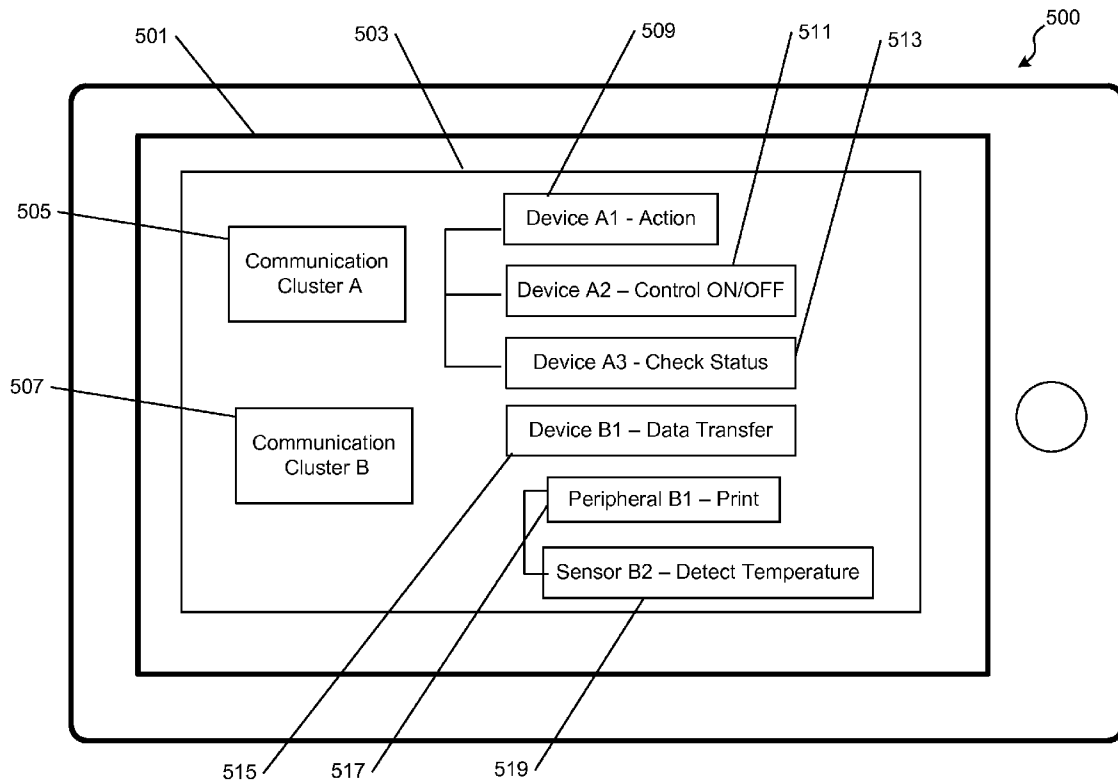 500
501
503
509
511
513
505
Device A1 - Action
Communication
Cluster A
Device A2 – Control ON/OFF
Device A3 - Check Status
507
Device B1 – Data Transfer
Communication
Cluster B
Peripheral B1 – Print
Sensor B2 – Detect Temperature
515
517
519